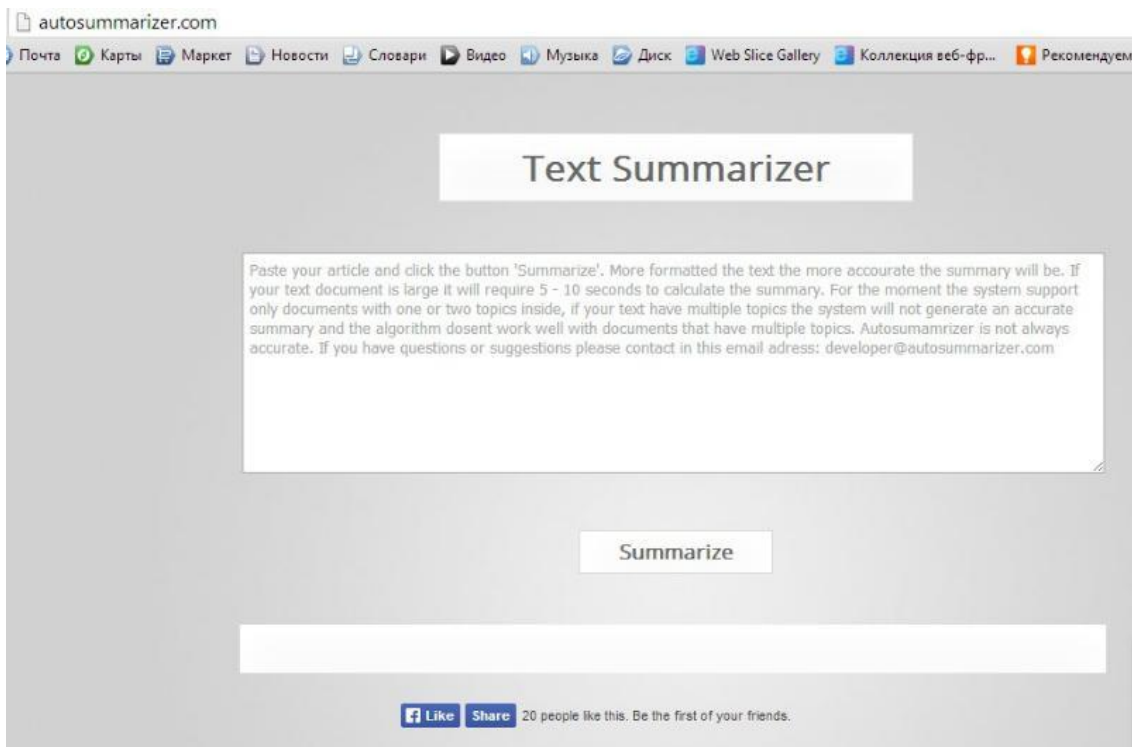 autosummarizer.com
Почта Карты Маркет Новости Словари Видео Музыка Диск Web Slice Gallery Коллекция веб-фр... Рекомендуем
Text Summarizer
Paste your article and click the button 'Summarize'. More formatted the text the more accourate the summary will be. If
your text document is large it will require 5 - 10 seconds to calculate the summary. For the moment the system support
only documents with one or two topics inside, if your text have multiple topics the system will not generate an accurate
summary and the algorithm dosent work well with documents that have multiple topics. Autosumamrizer is not always
accurate. If you have questions or suggestions please contact in this email adress: developer@autosummarizer.com
Summarize
Like Share 20 people like this. Be the first of your friends.